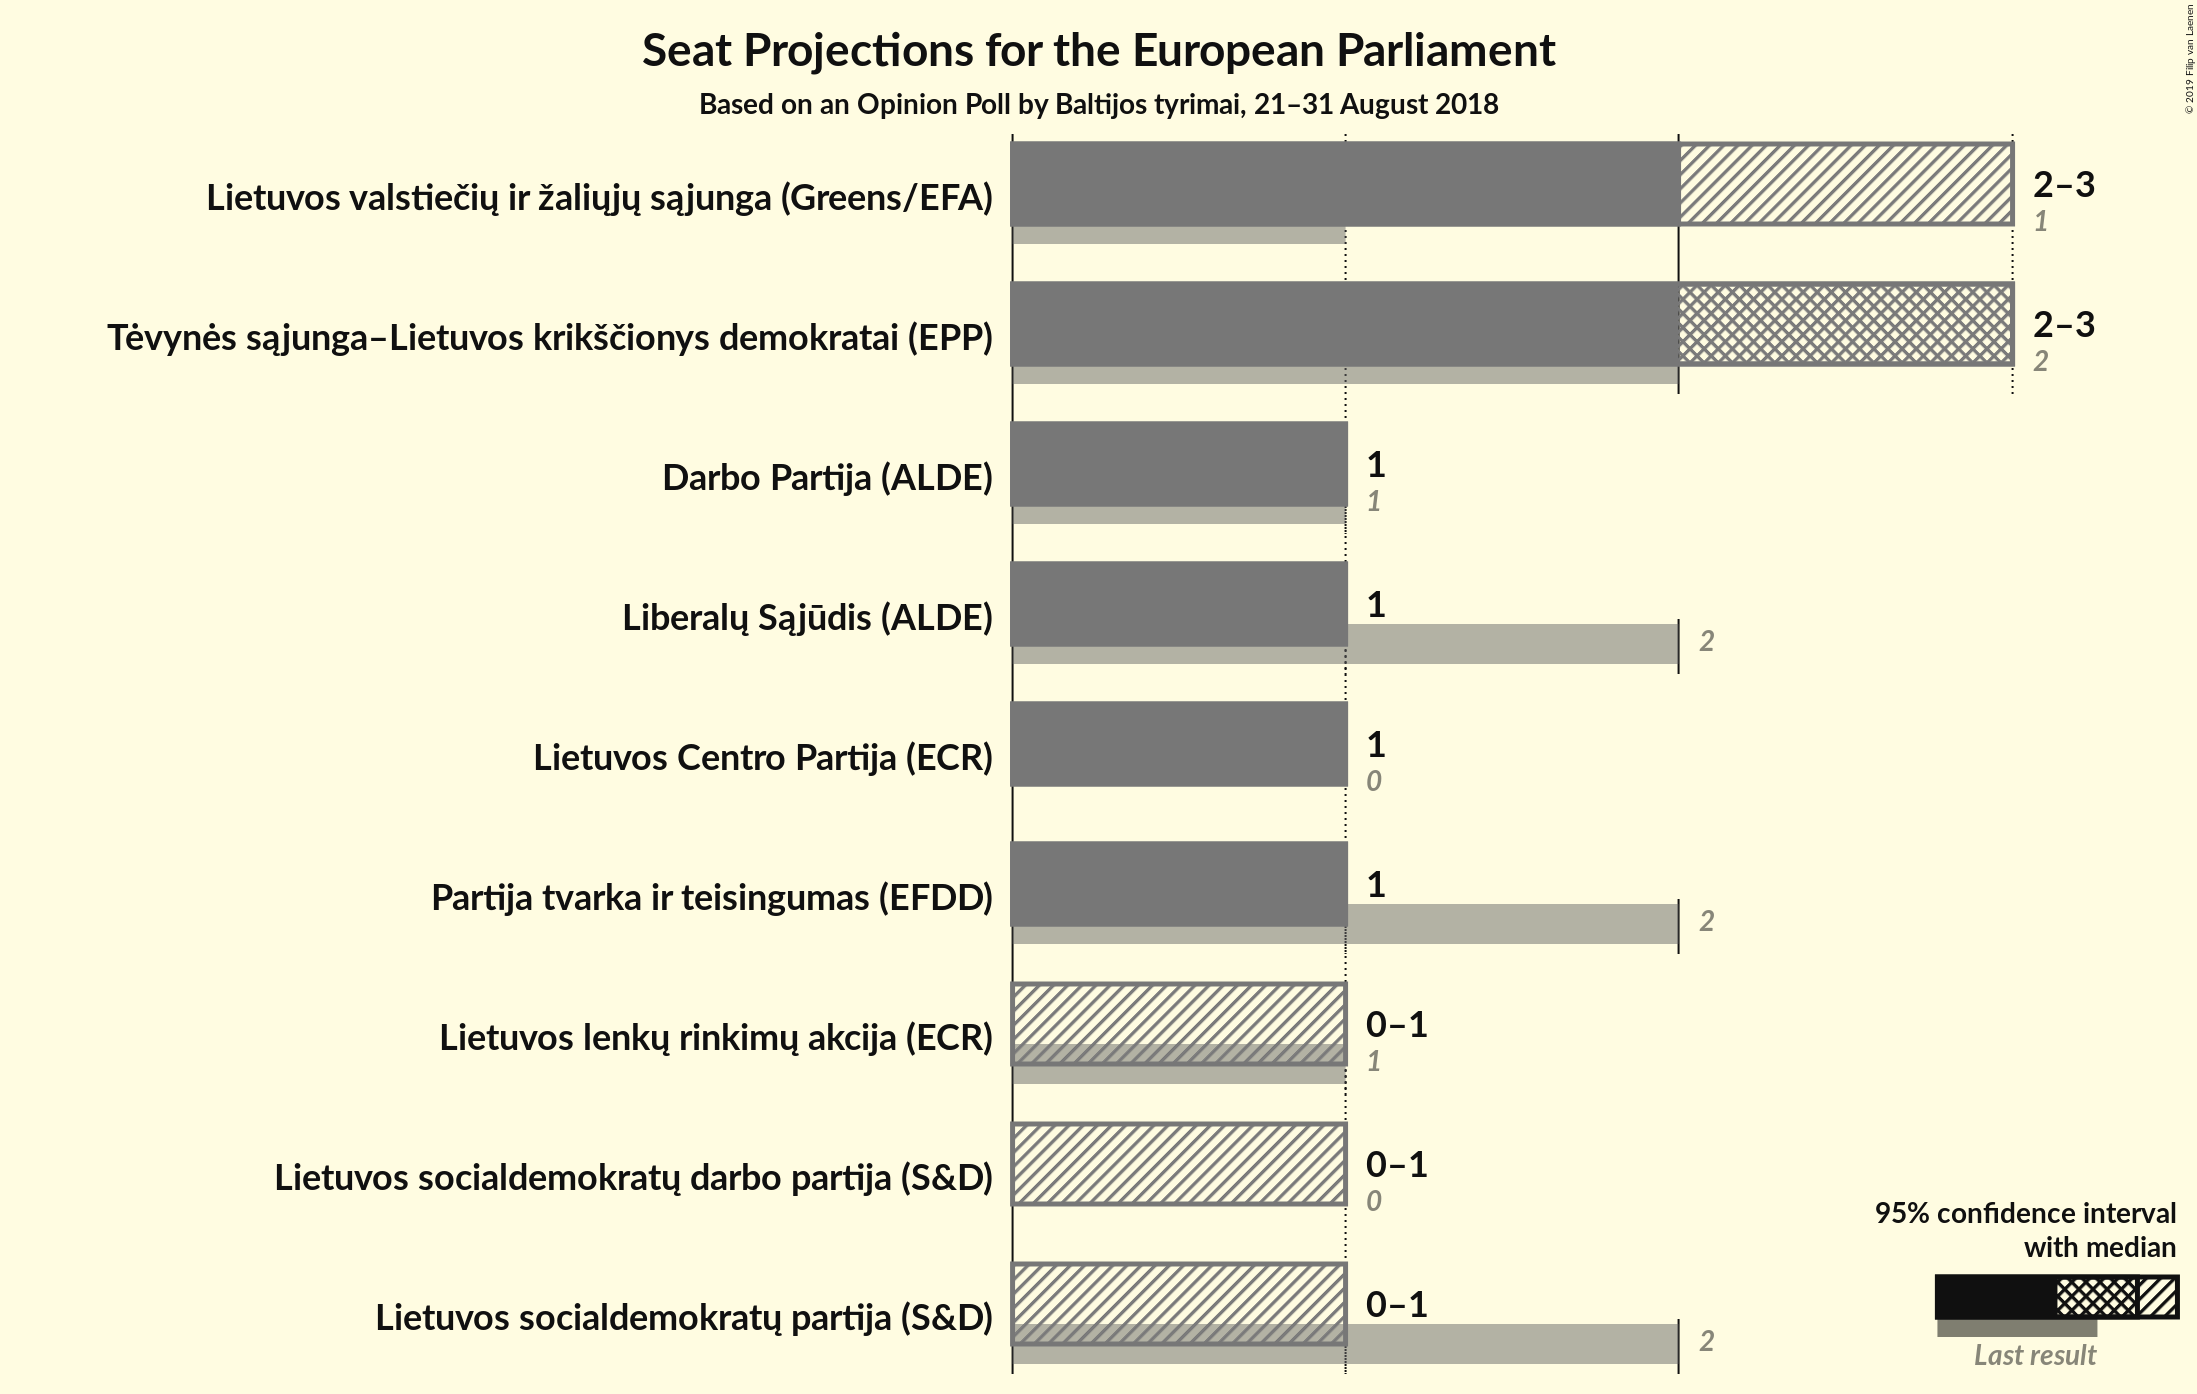 Seat Projections for the European Parliament
Based on an Opinion Poll by Baltijos tyrimai, 21–31 August 2018
© 2019 Filip van Laenen
Lietuvos valstiečių ir žaliųjų sąjunga (Greens/EFA)
2–3
1
Tėvynės sąjunga–Lietuvos krikščionys demokratai (EPP)
2–3
2
Darbo Partija (ALDE)
1
1
Liberalų Sąjūdis (ALDE)
1
2
Lietuvos Centro Partija (ECR)
1
0
Partija tvarka ir teisingumas (EFDD)
1
2
Lietuvos lenkų rinkimų akcija (ECR)
0–1
1
Lietuvos socialdemokratų darbo partija (S&D)
0–1
0
Lietuvos socialdemokratų partija (S&D)
0–1
2
95% confidence interval
with median
Last result